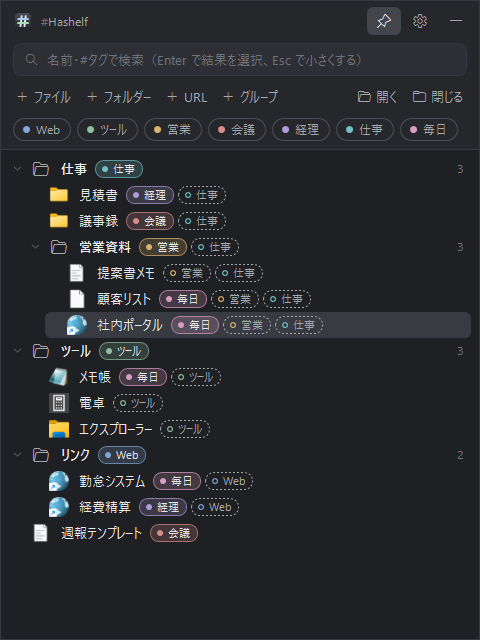 #Hashelf
名前・#タグで検索（Enter で結果を選択、Esc で小さくする）
＋ ファイル ＋ フォルダー ＋ URL ＋ グループ 開く 閉じる
Web ツール 営業 会議 経理 仕事 毎日
仕事 仕事 3
見積書 経理 仕事
議事録 会議 仕事
営業資料 営業 仕事 3
提案書メモ 営業 仕事
顧客リスト 毎日 営業 仕事
社内ポータル 毎日 営業 仕事
ツール ツール 3
メモ帳 毎日 ツール
電卓 ツール
エクスプローラー ツール
リンク Web 2
勤怠システム 毎日 Web
経費精算 経理 Web
週報テンプレート 会議